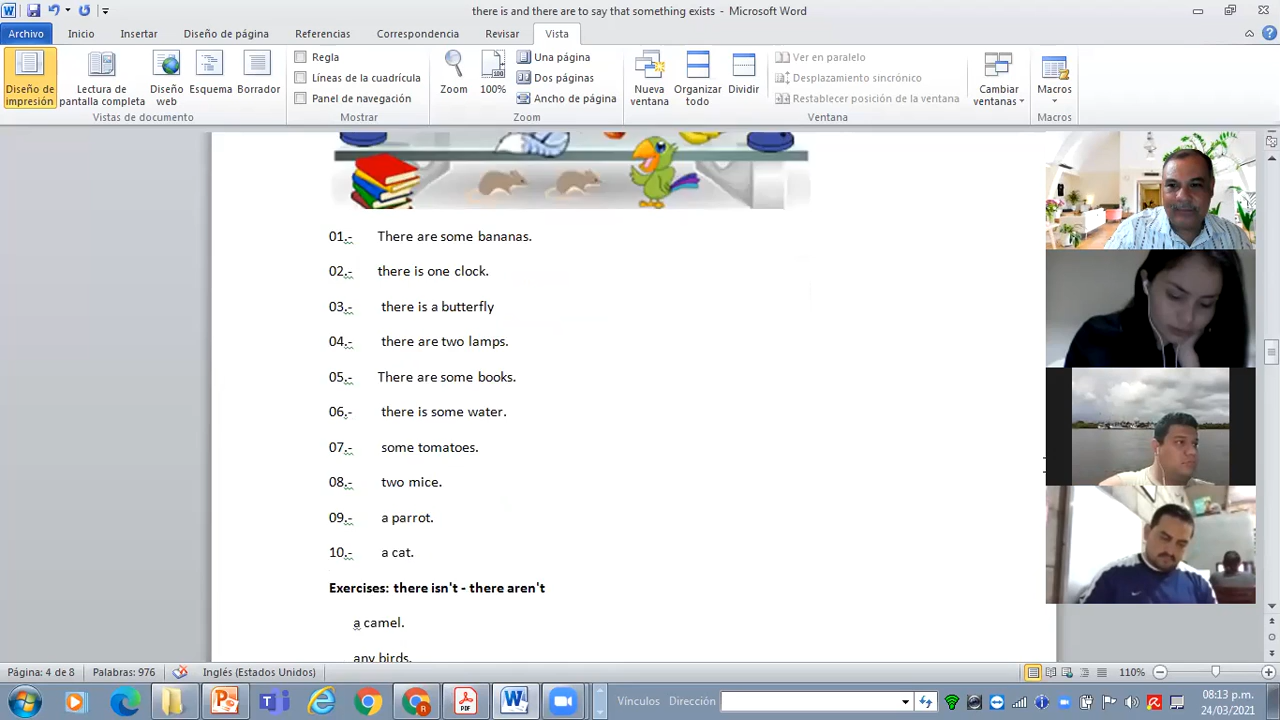 there is and there are to say that something exists - Microsoft Word
Archivo Inicio Insertar Diseño de página Referencias Correspondencia Revisar Vista
Diseño de impresión
Lectura de pantalla completa
Diseño web
Esquema
Borrador
Vistas de documento
Regla
Líneas de la cuadrícula
Panel de navegación
Mostrar
Zoom
100%
Una página
Dos páginas
Ancho de página
Zoom
Nueva ventana
Organizar todo
Dividir
Ver en paralelo
Desplazamiento sincrónico
Restablecer posición de la ventana
Ventana
Cambiar ventanas
Macros
Macros
01.- There are some bananas.
02.- there is one clock.
03.- there is a butterfly
04.- there are two lamps.
05.- There are some books.
06.- there is some water.
07.- some tomatoes.
08.- two mice.
09.- a parrot.
10.- a cat.
Exercises: there isn't - there aren't
a camel.
any birds.
Página: 4 de 8 Palabras: 976 Inglés (Estados Unidos) 110%
Vínculos Dirección
08:13 p.m.
24/03/2021